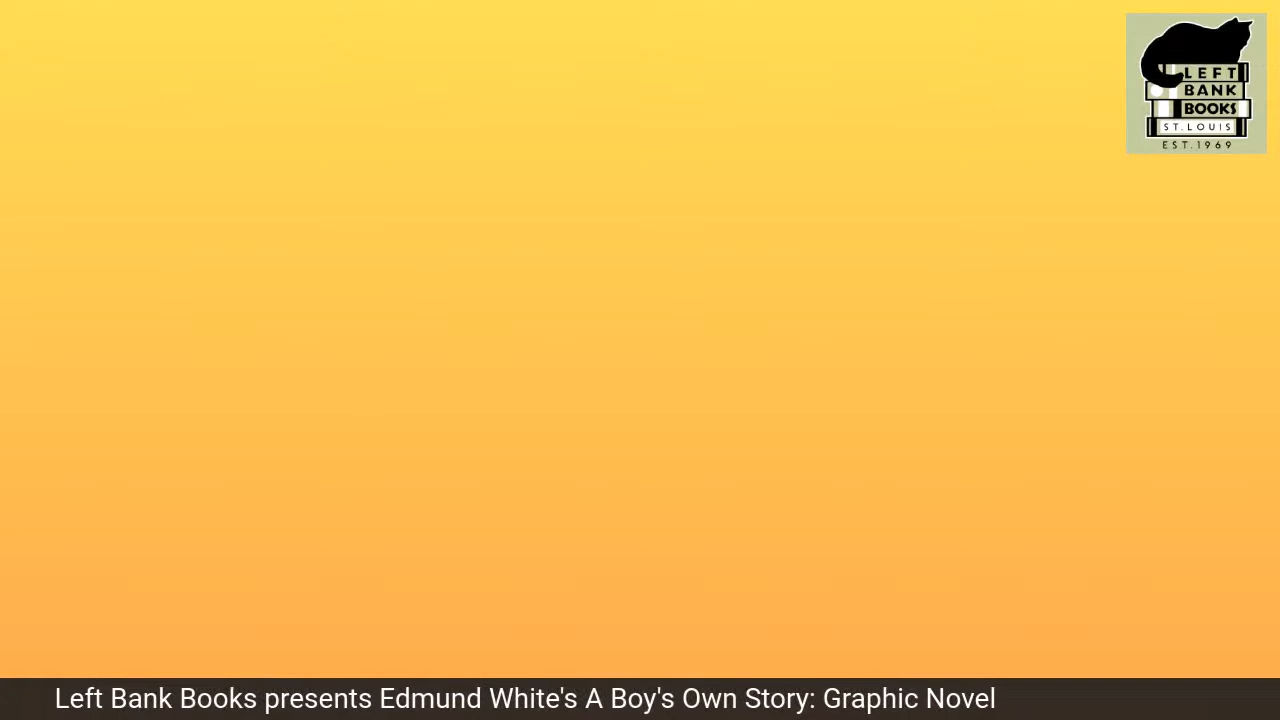 LEFT
BANK
BOOKS
ST. LOUIS
EST. 1969
Left Bank Books presents Edmund White's A Boy's Own Story: Graphic Novel